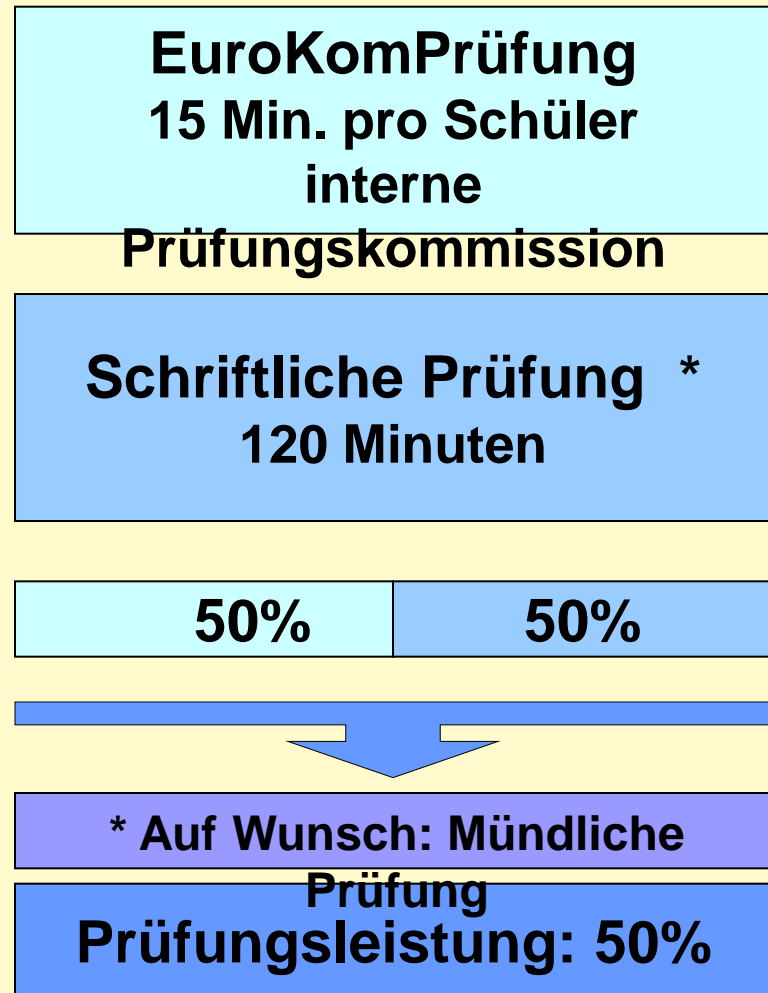 EuroKomPrüfung
15 Min. pro Schüler
interne
Prüfungskommission
Schriftliche Prüfung *
120 Minuten
50% 50%
* Auf Wunsch: Mündliche
Prüfung
Prüfungsleistung: 50%